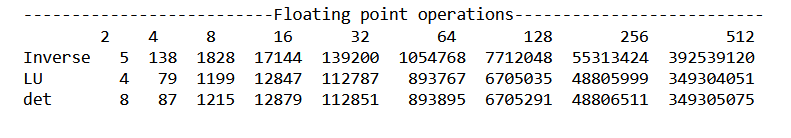 --------------------------Floating point operations--------------------------
2 4 8 16 32 64 128 256 512
Inverse 5 138 1828 17144 139200 1054768 7712048 55313424 392539120
LU 4 79 1199 12847 112787 893767 6705035 48805999 349304051
det 8 87 1215 12879 112851 893895 6705291 48806511 349305075